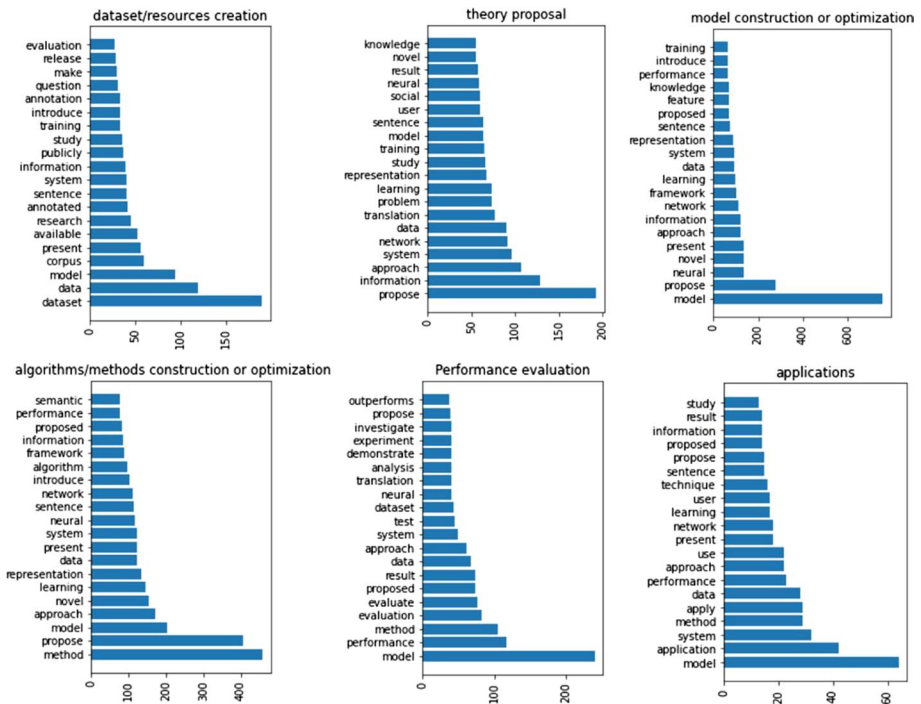 dataset/resources creation
evaluation
release
make
question
annotation
introduce
training
study
publicly
information
system
sentence
annotated
research
available
present
corpus
model
data
dataset
0
50
100
150
theory proposal
knowledge
novel
result
neural
social
user
sentence
model
training
study
representation
learning
problem
translation
data
network
system
approach
information
propose
0
50
100
150
200
model construction or optimization
training
introduce
performance
knowledge
feature
proposed
sentence
representation
system
data
learning
framework
network
information
approach
present
novel
neural
propose
model
0
200
400
600
algorithms/methods construction or optimization
semantic
performance
proposed
information
framework
algorithm
introduce
network
sentence
neural
system
present
data
representation
learning
novel
approach
model
propose
method
0
100
200
300
400
Performance evaluation
outperforms
propose
investigate
experiment
demonstrate
analysis
translation
neural
dataset
test
system
approach
data
result
proposed
evaluate
evaluation
method
performance
model
0
100
200
applications
study
result
information
proposed
propose
sentence
technique
user
learning
network
present
use
approach
performance
data
apply
method
system
application
model
0
20
40
60